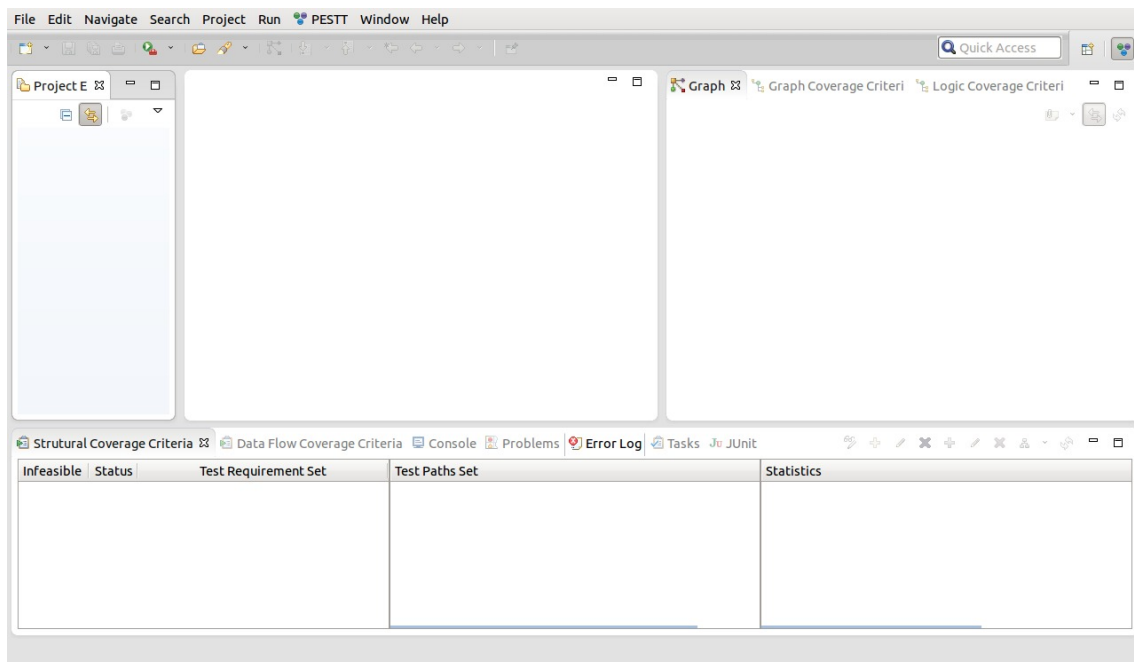 File Edit Navigate Search Project Run PESTT Window Help
Quick Access
Project E
Graph Graph Coverage Criteri Logic Coverage Criteri
Strutural Coverage Criteria Data Flow Coverage Criteria Console Problems Error Log Tasks Ju JUnit
Infeasible Status Test Requirement Set Test Paths Set Statistics